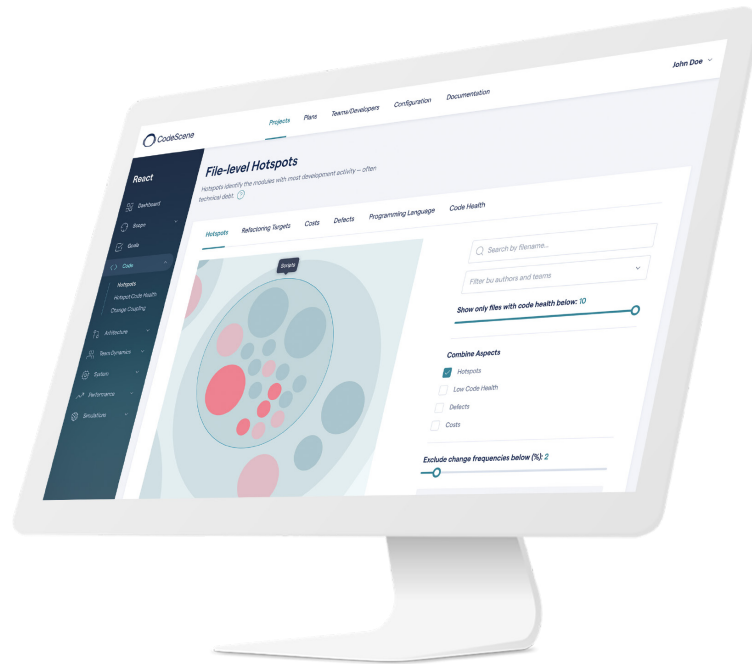 CodeScene
Projects
Plans
Teams/Developers
Configuration
Documentation
John Doe
React
Dashboard
Scope
Goals
Code
Hotspots
Hotspot Code Health
Change Coupling
Architecture
Team Dynamics
System
Performance
Simulations
File-level Hotspots
Hotspots identify the modules with most development activity – often
technical debt.
Hotspots
Refactoring Targets
Costs
Defects
Programming Language
Code Health
Scripts
Search by filename...
Filter bu authors and teams
Show only files with code health below: 10
Combine Aspects
Hotspots
Low Code Health
Defects
Costs
Exclude change frequencies below (%): 2